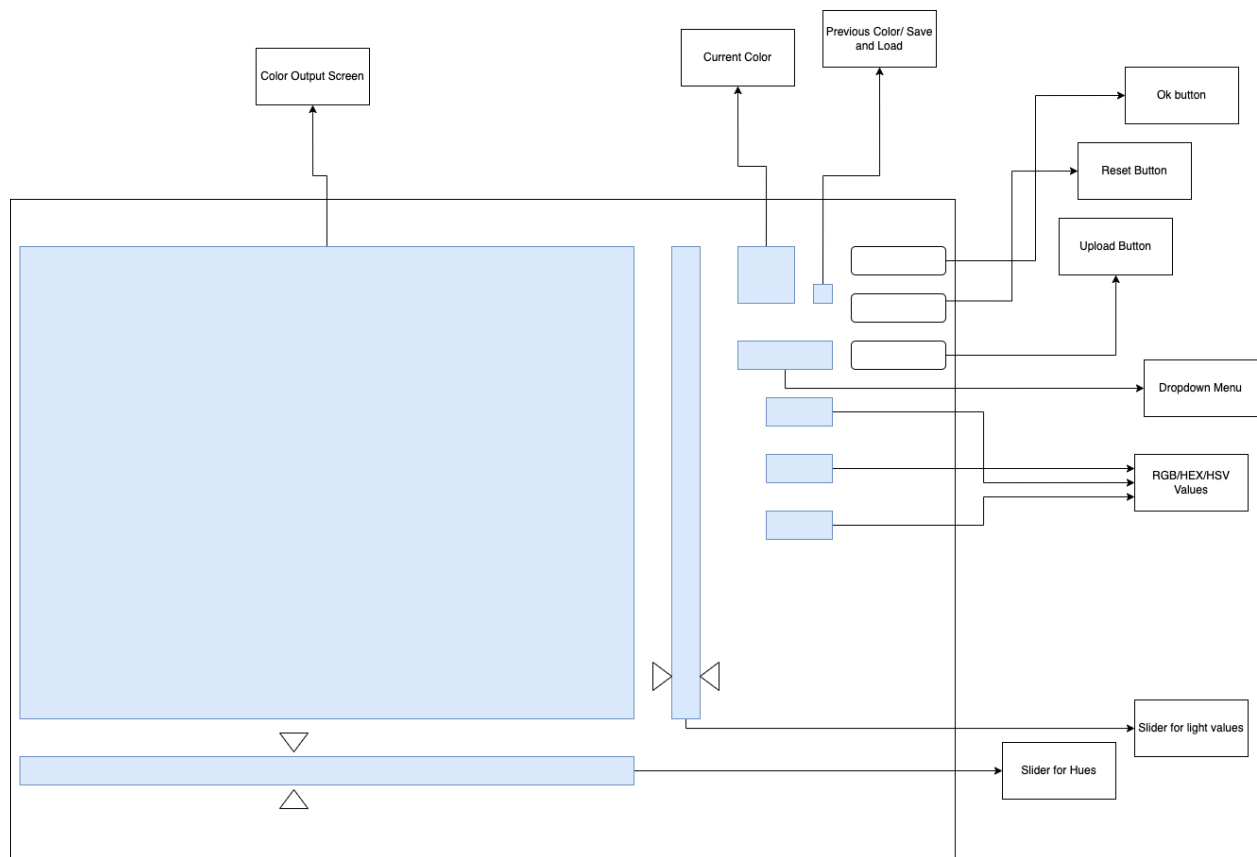 Previous Color/ Save
and Load
Current Color
Color Output Screen
Ok button
Reset Button
Upload Button
Dropdown Menu
RGB/HEX/HSV
Values
Slider for light values
Slider for Hues